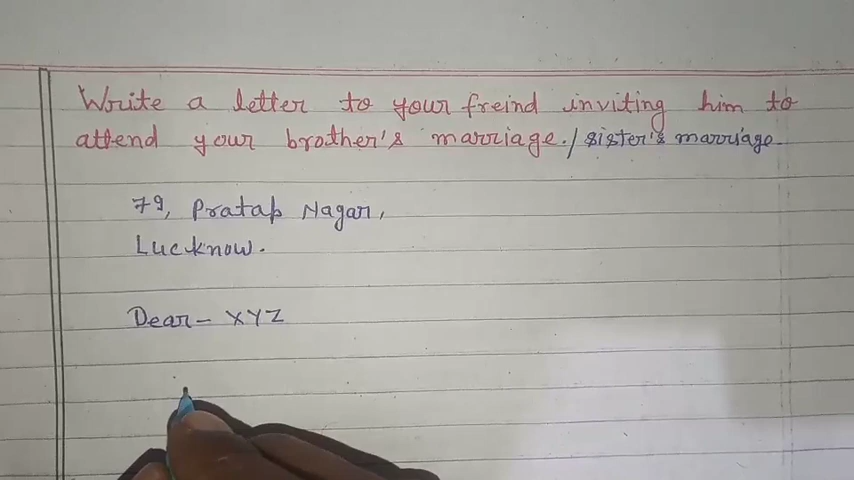 Write a letter to your freind inviting him to
attend your brother's marriage./sister's marriage.
79, Pratap Nagar,
Lucknow.
Dear- XYZ